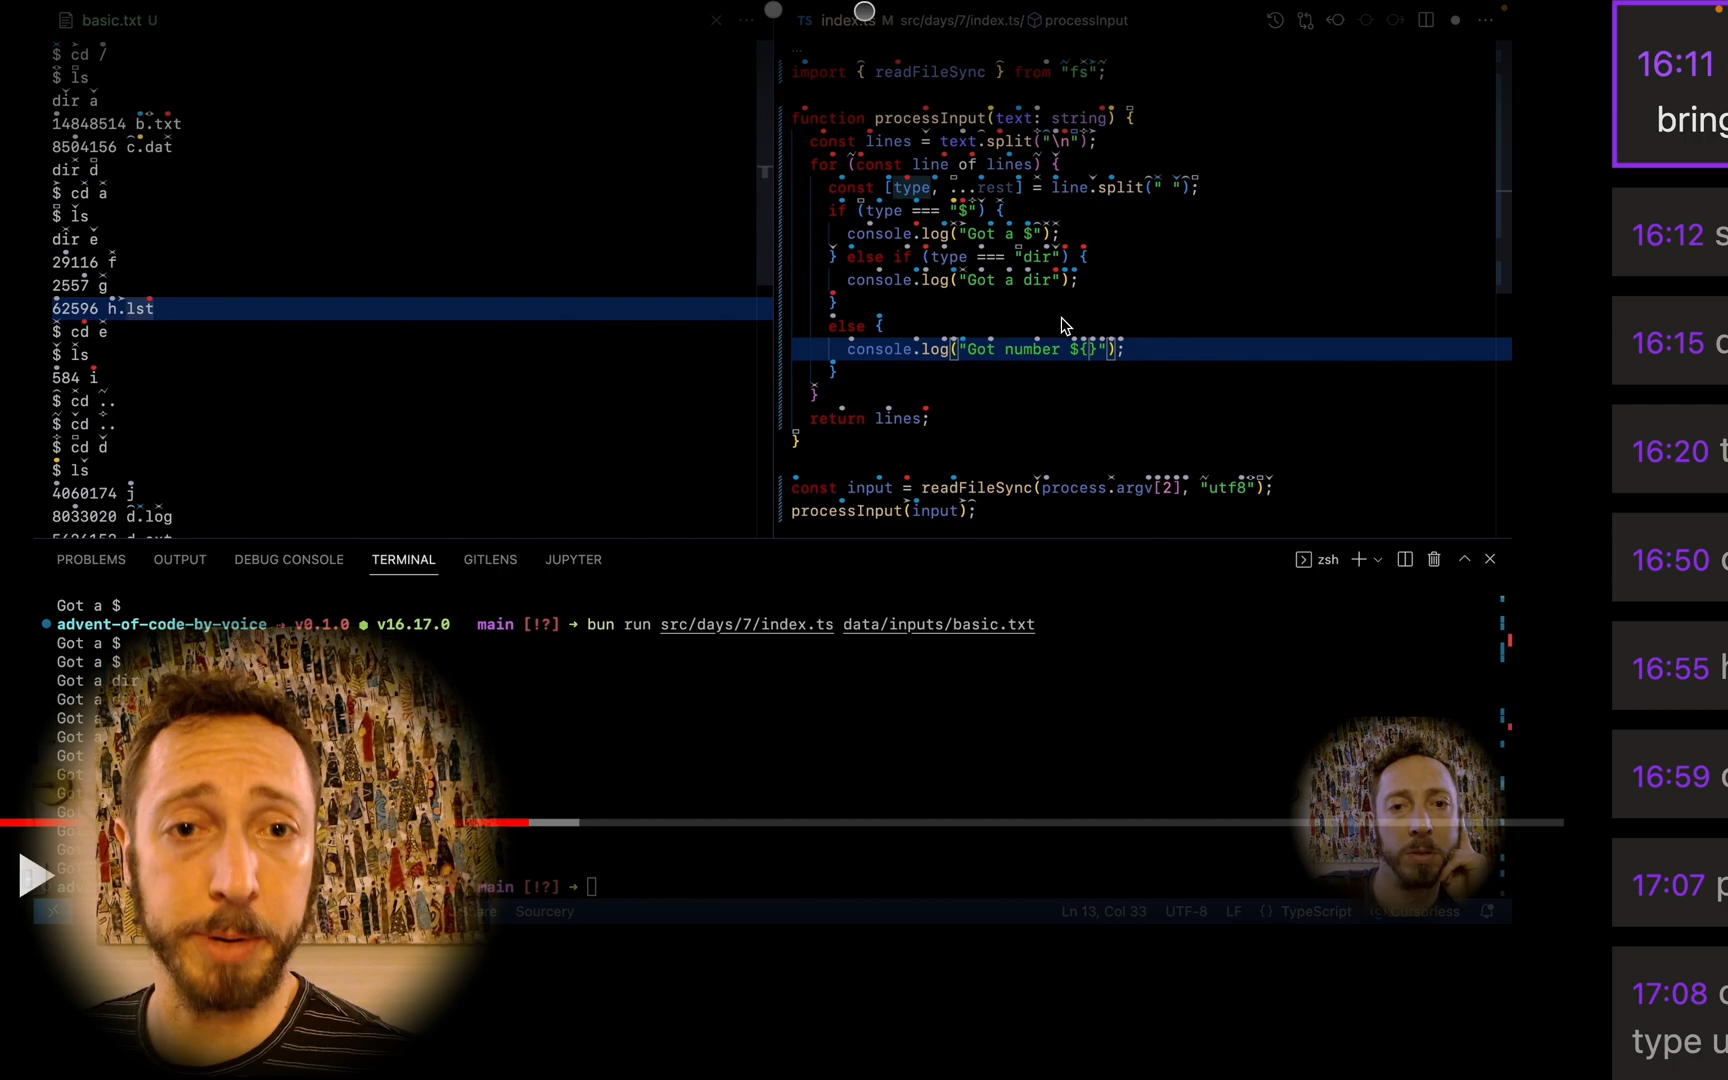 basic.txt U
$ cd /
$ ls
dir a
14848514 b.txt
8504156 c.dat
dir d
$ cd a
$ ls
dir e
29116 f
2557 g
62596 h.lst
$ cd e
$ ls
584 i
$ cd ..
$ cd ..
$ cd d
$ ls
4060174 j
8033020 d.log
TS index.ts M src/days/7/index.ts/ processInput
...
import { readFileSync } from "fs";
function processInput(text: string) {
const lines = text.split("\n");
for (const line of lines) {
const [type, ...rest] = line.split(" ");
if (type === "$") {
console.log("Got a $");
} else if (type === "dir") {
console.log("Got a dir");
}
else {
console.log("Got number ${}");
}
}
return lines;
}
const input = readFileSync(process.argv[2], "utf8");
processInput(input);
PROBLEMS OUTPUT DEBUG CONSOLE TERMINAL GITLENS JUPYTER
zsh
Got a $
advent-of-code-by-voice → v0.1.0 v16.17.0 main [!?] → bun run src/days/7/index.ts data/inputs/basic.txt
Got a $
Got a $
Got a dir
Got a
Got a
Got a
Got
Got
Got
main [!?] →
Sourcery
Ln 13, Col 33 UTF-8 LF {} TypeScript Cursorless
16:11
bring
16:12
16:15
16:20
16:50
16:55
16:59
17:07
17:08
type